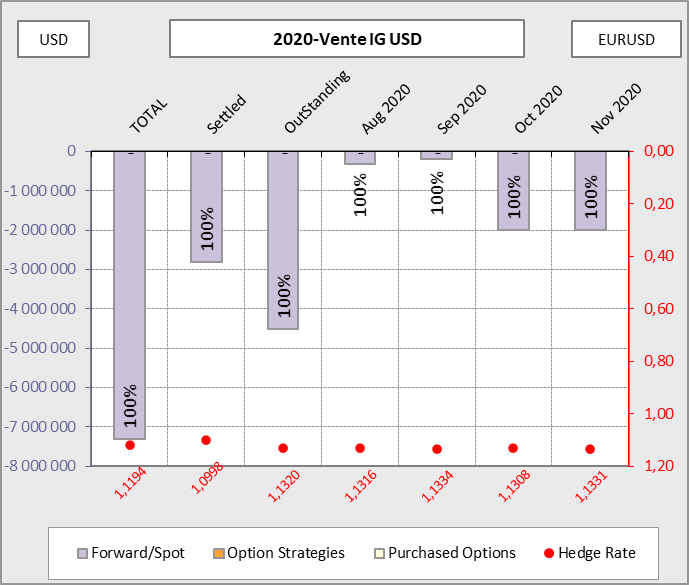 USD
2020-Vente IG USD
EURUSD
TOTAL
Settled
OutStanding
Aug 2020
Sep 2020
Oct 2020
Nov 2020
0
-1 000 000
-2 000 000
-3 000 000
-4 000 000
-5 000 000
-6 000 000
-7 000 000
-8 000 000
100%
100%
100%
100%
100%
100%
100%
0,00
0,20
0,40
0,60
0,80
1,00
1,20
1,1194
1,0998
1,1320
1,1316
1,1334
1,1308
1,1331
Forward/Spot
Option Strategies
Purchased Options
Hedge Rate